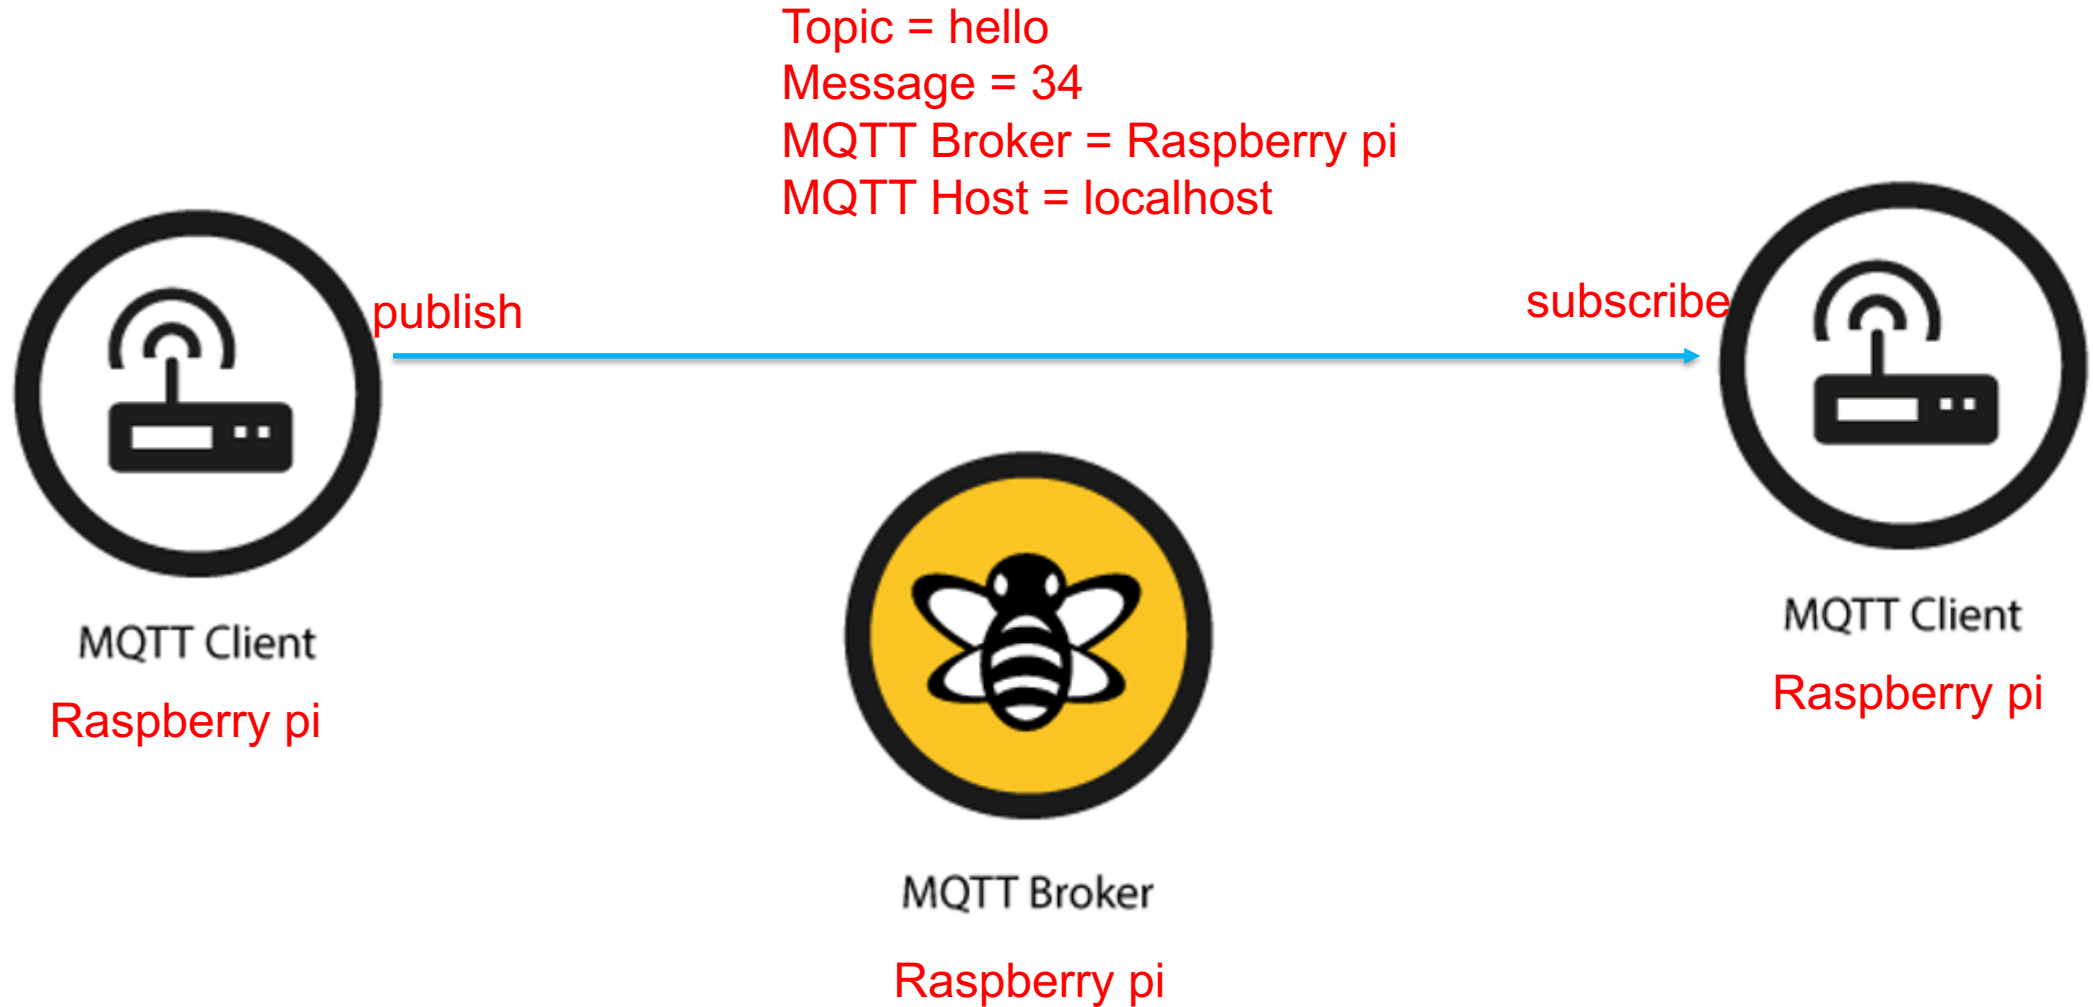 Topic = hello
Message = 34
MQTT Broker = Raspberry pi
MQTT Host = localhost
publish
subscribe
MQTT Client
Raspberry pi
MQTT Client
Raspberry pi
MQTT Broker
Raspberry pi